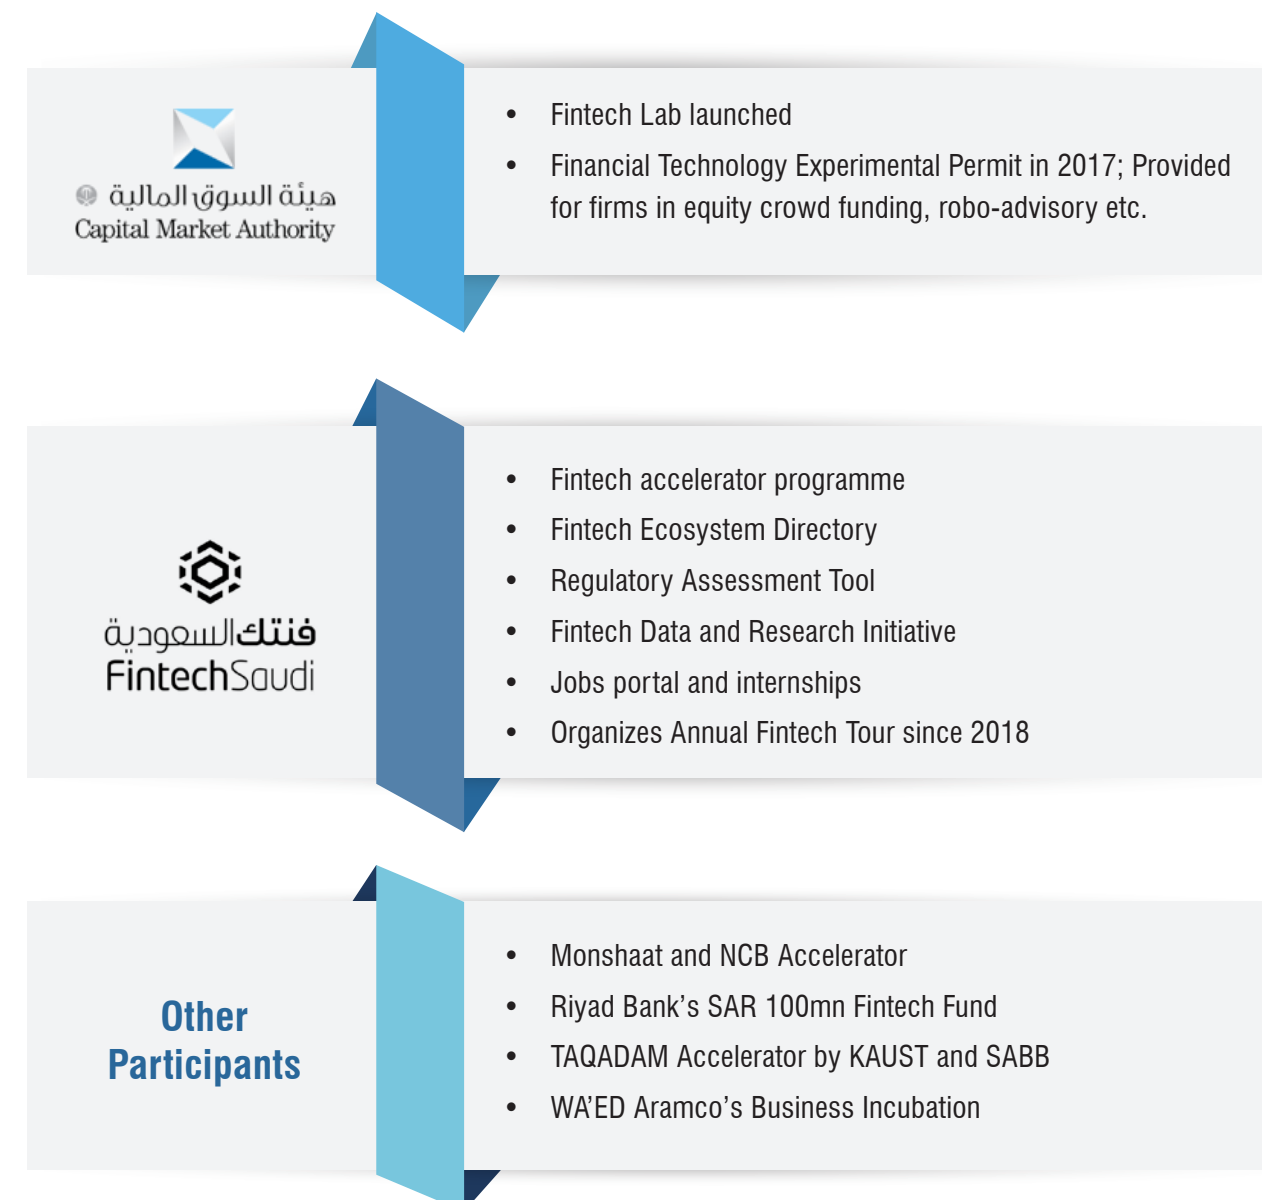 هيئة السوق المالية
Capital Market Authority
• Fintech Lab launched
• Financial Technology Experimental Permit in 2017; Provided
for firms in equity crowd funding, robo-advisory etc.
فنتك السعودية
FintechSaudi
• Fintech accelerator programme
• Fintech Ecosystem Directory
• Regulatory Assessment Tool
• Fintech Data and Research Initiative
• Jobs portal and internships
• Organizes Annual Fintech Tour since 2018
Other
Participants
• Monshaat and NCB Accelerator
• Riyad Bank’s SAR 100mn Fintech Fund
• TAQADAM Accelerator by KAUST and SABB
• WA’ED Aramco’s Business Incubation